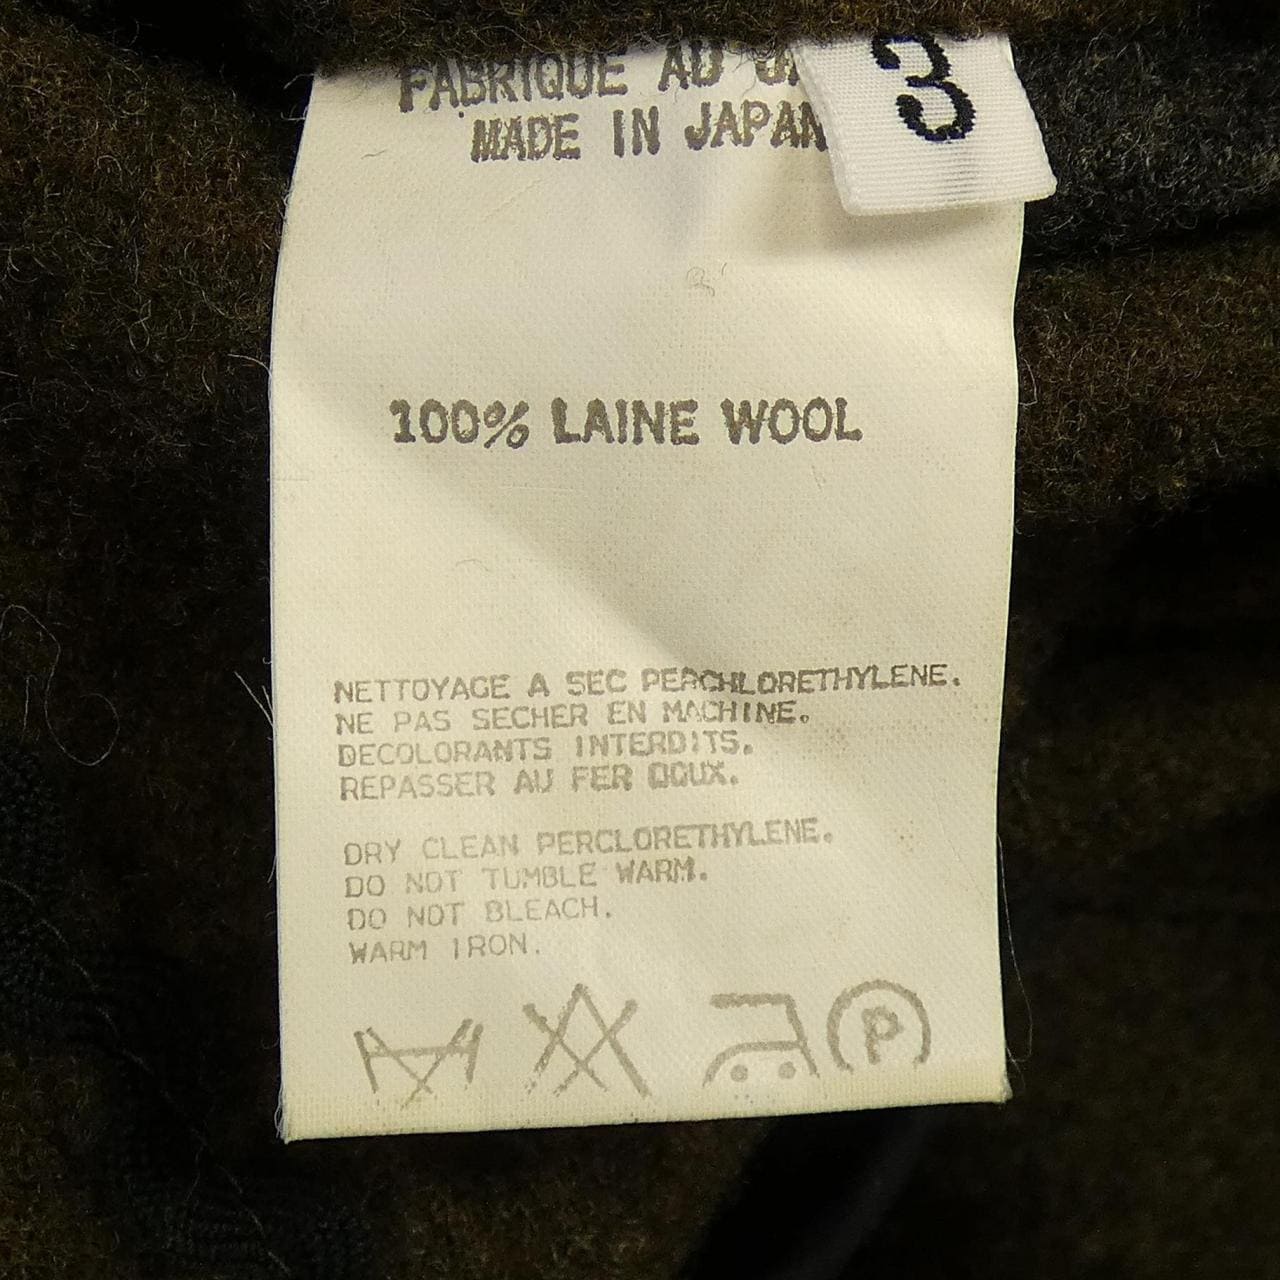 FABRIQUE AU
MADE IN JAPAN
3
100% LAINE WOOL
NETTOYAGE A SEC PERCHLORETHYLENE.
NE PAS SECHER EN MACHINE.
DECOLORANTS INTERDITS.
REPASSER AU FER DOUX.
DRY CLEAN PERCLORETHYLENE.
DO NOT TUMBLE WARM.
DO NOT BLEACH.
WARM IRON.
P